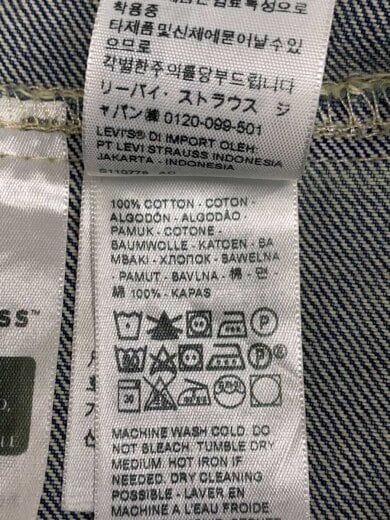 착용중
타제품및신체에묻어날수있
으므로
각별한주의를당부드립니다
リーバイ・ストラウス ジ
ャパン㈱ 0120-099-501
LEVI'S® DI IMPORT OLEH:
PT LEVI STRAUSS INDONESIA
JAKARTA - INDONESIA
100% COTTON - COTON -
ALGODÓN - ALGODÃO -
PAMUK - COTONE -
BAUMWOLLE - KATOEN - BA
MBAKI - ХЛОПОК - BAWEŁNA
- PAMUT - BAVLNA - 棉 - 면 -
綿 100% - KAPAS
MACHINE WASH COLD. DO
NOT BLEACH. TUMBLE DRY
MEDIUM. HOT IRON IF
NEEDED. DRY CLEANING
POSSIBLE - LAVER EN
MACHINE A L'EAU FROIDE